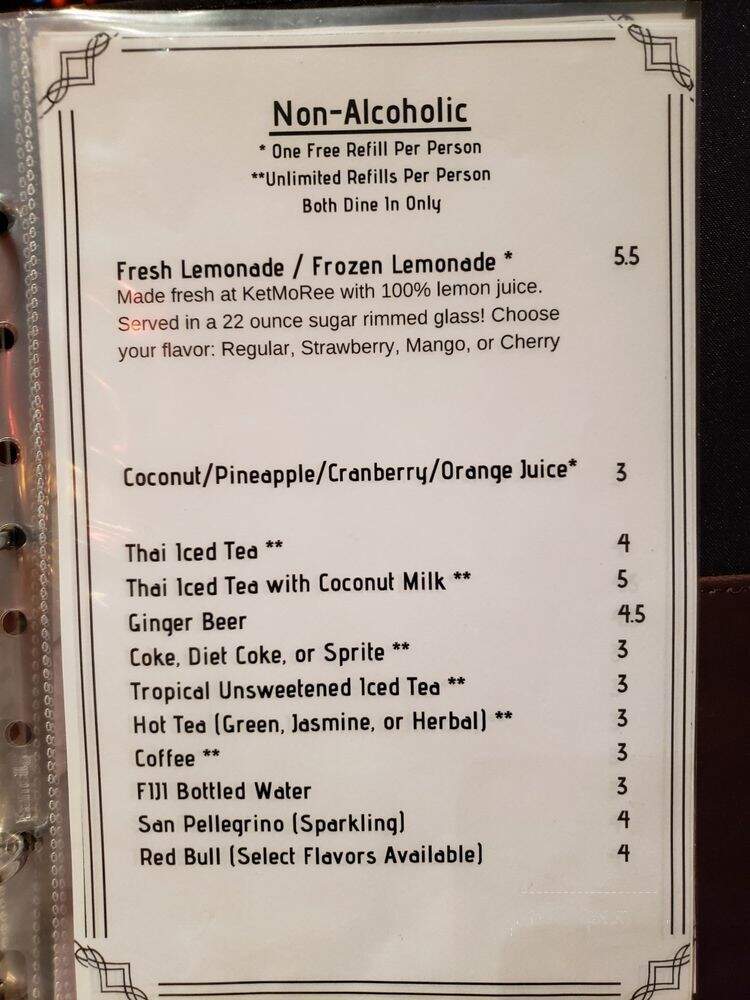 Non-Alcoholic
* One Free Refill Per Person
**Unlimited Refills Per Person
Both Dine In Only
Fresh Lemonade / Frozen Lemonade * 5.5
Made fresh at KetMoRee with 100% lemon juice.
Served in a 22 ounce sugar rimmed glass! Choose
your flavor: Regular, Strawberry, Mango, or Cherry
Coconut/Pineapple/Cranberry/Orange Juice* 3
Thai Iced Tea ** 4
Thai Iced Tea with Coconut Milk ** 5
Ginger Beer 4.5
Coke, Diet Coke, or Sprite ** 3
Tropical Unsweetened Iced Tea ** 3
Hot Tea (Green, Jasmine, or Herbal) ** 3
Coffee ** 3
FIJI Bottled Water 3
San Pellegrino (Sparkling) 4
Red Bull (Select Flavors Available) 4